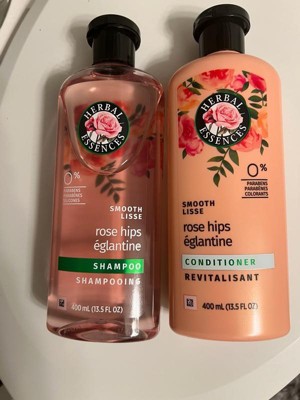 HERBAL
ESSENCES
0%
PARABENS
SMOOTH
LISSE
rose hips
églantine
SHAMPOO
SHAMPOOING
400 mL (13.5 FL OZ)
HERBAL
ESSENCES
0%
PARABENS
PARABÈNES
COLORANTS
SMOOTH
LISSE
rose hips
églantine
CONDITIONER
REVITALISANT
400 mL (13.5 FL OZ)